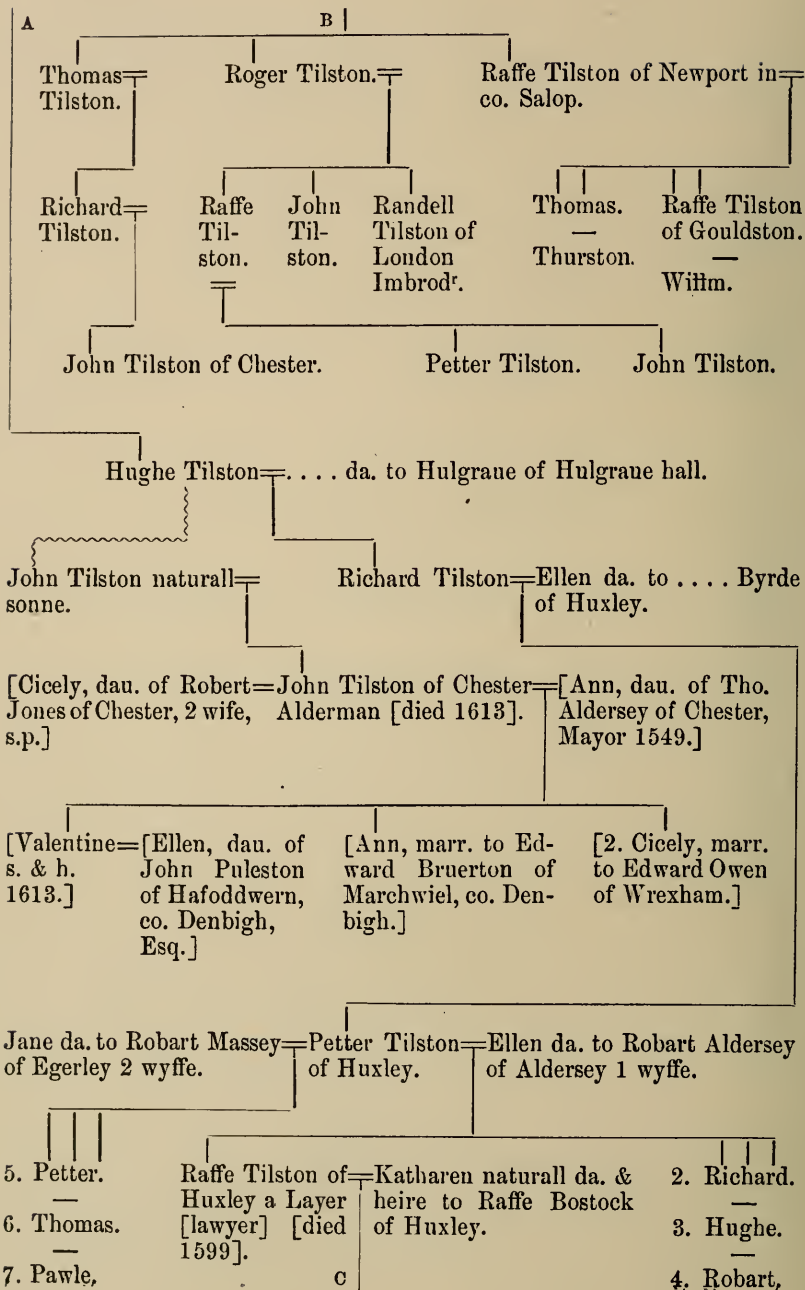 A
B
Thomas Roger Tilston. Raffe Tilston of Newport in
Tilston. co. Salop.
Richard Raffe John Randell Thomas. Raffe Tilston
Tilston. Til- Til- Tilston of — of Gouldston.
ston. ston. London Thurston. —
Imbrodʳ. Willm.
John Tilston of Chester. Petter Tilston. John Tilston.
Hughe Tilston=. . . . da. to Hulgraue of Hulgraue hall.
John Tilston naturall= Richard Tilston=Ellen da. to . . . . Byrde
sonne. of Huxley.
[Cicely, dau. of Robert=John Tilston of Chester=[Ann, dau. of Tho.
Jones of Chester, 2 wife, Alderman [died 1613]. Aldersey of Chester,
s.p.] Mayor 1549.]
[Valentine=[Ellen, dau. of [Ann, marr. to Ed- [2. Cicely, marr.
s. & h. John Puleston ward Bruerton of to Edward Owen
1613.] of Hafoddwern, Marchwiel, co. Den- of Wrexham.]
co. Denbigh, bigh.]
Esq.]
Jane da. to Robart Massey=Petter Tilston=Ellen da. to Robart Aldersey
of Egerley 2 wyffe. of Huxley. of Aldersey 1 wyffe.
5. Petter. Raffe Tilston of=Katharen naturall da. & 2. Richard.
— Huxley a Layer heire to Raffe Bostock —
6. Thomas. [lawyer] [died of Huxley. 3. Hughe.
— 1599]. —
7. Pawle, C 4. Robart,